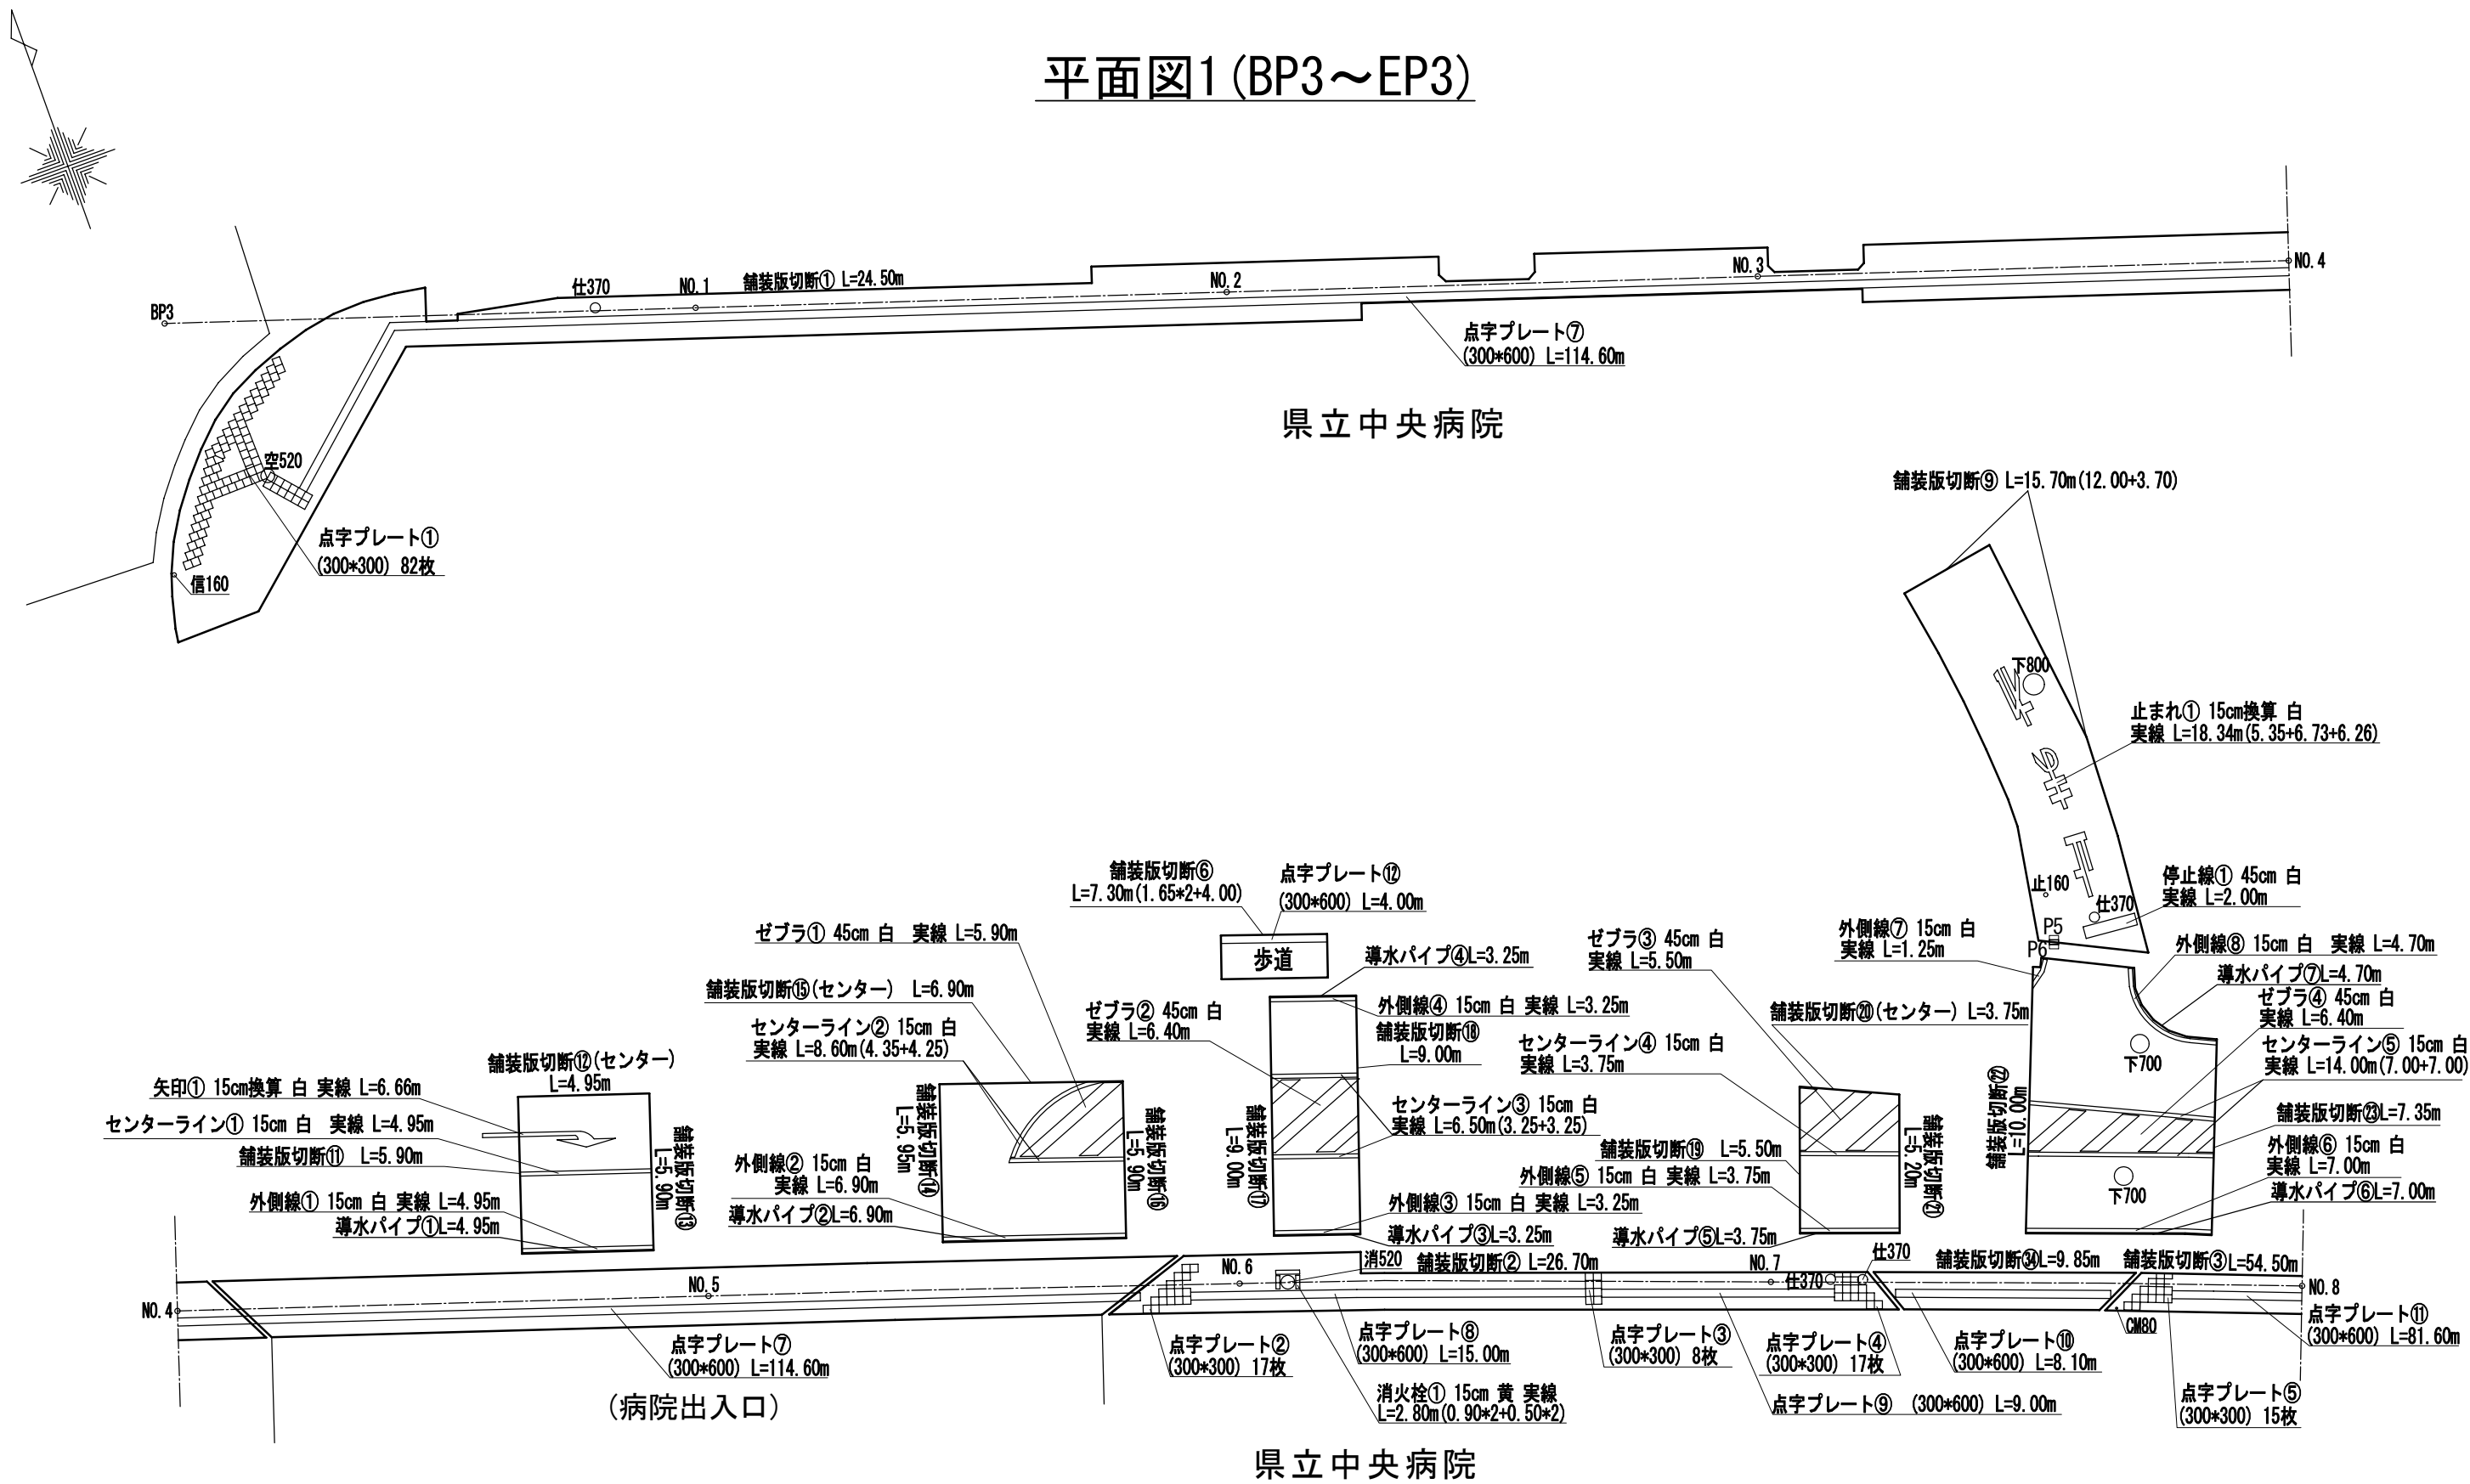 平面図1(BP3～EP3)
BP3
仕370
NO.1
舗装版切断① L=24.50m
NO.2
NO.3
NO.4
点字プレート⑦
(300*600) L=114.60m
県立中央病院
空520
点字プレート①
(300*300) 82枚
信160
舗装版切断⑨ L=15.70m(12.00+3.70)
下800
止まれ
止まれ① 15cm換算 白
実線 L=18.34m(5.35+6.73+6.26)
止160
仕370
停止線① 45cm 白
実線 L=2.00m
P5
P6
舗装版切断⑥
L=7.30m(1.65*2+4.00)
点字プレート⑫
(300*600) L=4.00m
歩道
ゼブラ① 45cm 白 実線 L=5.90m
舗装版切断⑮(センター) L=6.90m
センターライン② 15cm 白
実線 L=8.60m(4.35+4.25)
導水パイプ④L=3.25m
外側線④ 15cm 白 実線 L=3.25m
ゼブラ② 45cm 白
実線 L=6.40m
舗装版切断⑱
L=9.00m
センターライン③ 15cm 白
実線 L=6.50m(3.25+3.25)
ゼブラ③ 45cm 白
実線 L=5.50m
外側線⑦ 15cm 白
実線 L=1.25m
外側線⑧ 15cm 白 実線 L=4.70m
導水パイプ⑦L=4.70m
ゼブラ④ 45cm 白
実線 L=6.40m
舗装版切断⑳(センター) L=3.75m
センターライン④ 15cm 白
実線 L=3.75m
センターライン⑤ 15cm 白
実線 L=14.00m(7.00+7.00)
下700
舗装版切断⑫(センター)
L=4.95m
矢印① 15cm換算 白 実線 L=6.66m
センターライン① 15cm 白 実線 L=4.95m
舗装版切断⑪ L=5.90m
舗装版切断⑬
L=5.90m
外側線① 15cm 白 実線 L=4.95m
導水パイプ①L=4.95m
舗装版切断⑭
L=5.95m
舗装版切断⑯
L=5.90m
外側線② 15cm 白
実線 L=6.90m
導水パイプ②L=6.90m
舗装版切断⑰
L=9.00m
外側線③ 15cm 白 実線 L=3.25m
導水パイプ③L=3.25m
舗装版切断⑲ L=5.50m
外側線⑤ 15cm 白 実線 L=3.75m
導水パイプ⑤L=3.75m
舗装版切断㉑
L=5.20m
舗装版切断㉒
L=10.00m
舗装版切断㉓L=7.35m
外側線⑥ 15cm 白
実線 L=7.00m
導水パイプ⑥L=7.00m
下700
NO.4
NO.5
NO.6
消520
舗装版切断② L=26.70m
NO.7
仕370
仕370
舗装版切断㉞L=9.85m
舗装版切断③L=54.50m
NO.8
CM80
点字プレート⑦
(300*600) L=114.60m
(病院出入口)
点字プレート②
(300*300) 17枚
点字プレート⑧
(300*600) L=15.00m
消火栓① 15cm 黄 実線
L=2.80m(0.90*2+0.50*2)
点字プレート③
(300*300) 8枚
点字プレート④
(300*300) 17枚
点字プレート⑨ (300*600) L=9.00m
点字プレート⑩
(300*600) L=8.10m
点字プレート⑪
(300*600) L=81.60m
点字プレート⑤
(300*300) 15枚
県立中央病院